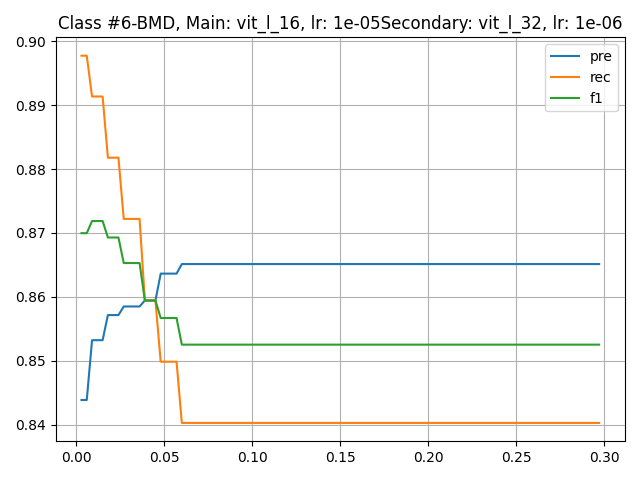 Class #6-BMD, Main: vit_l_16, lr: 1e-05Secondary: vit_l_32, lr: 1e-06
0.90
0.89
0.88
0.87
0.86
0.85
0.84
0.00 0.05 0.10 0.15 0.20 0.25 0.30
pre
rec
f1